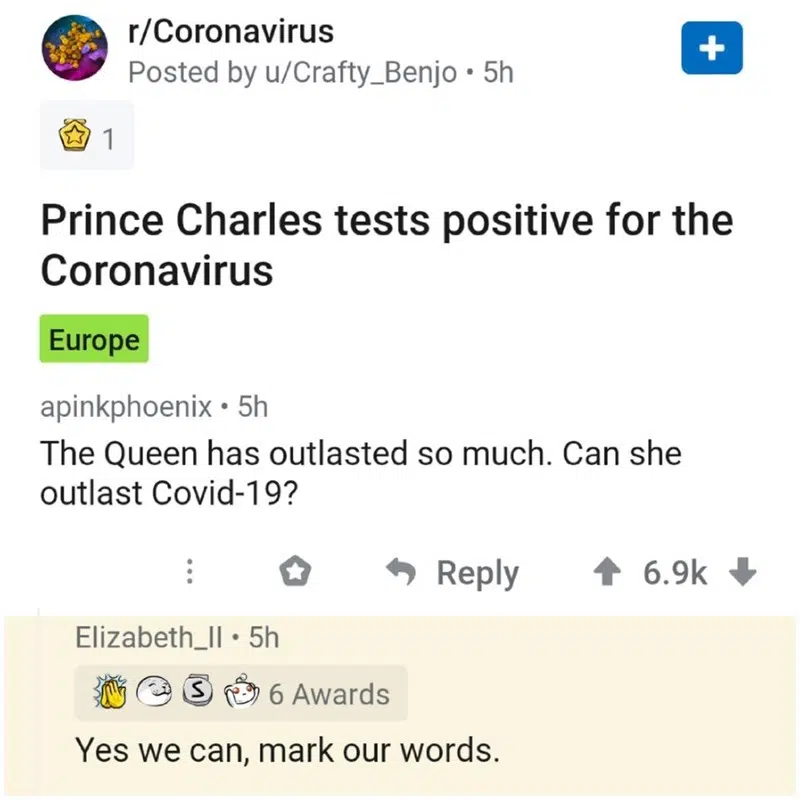 r/Coronavirus
Posted by u/Crafty_Benjo • 5h
1
Prince Charles tests positive for the
Coronavirus
Europe
apinkphoenix • 5h
The Queen has outlasted so much. Can she
outlast Covid-19?
Reply 6.9k
Elizabeth_II • 5h
S 6 Awards
Yes we can, mark our words.